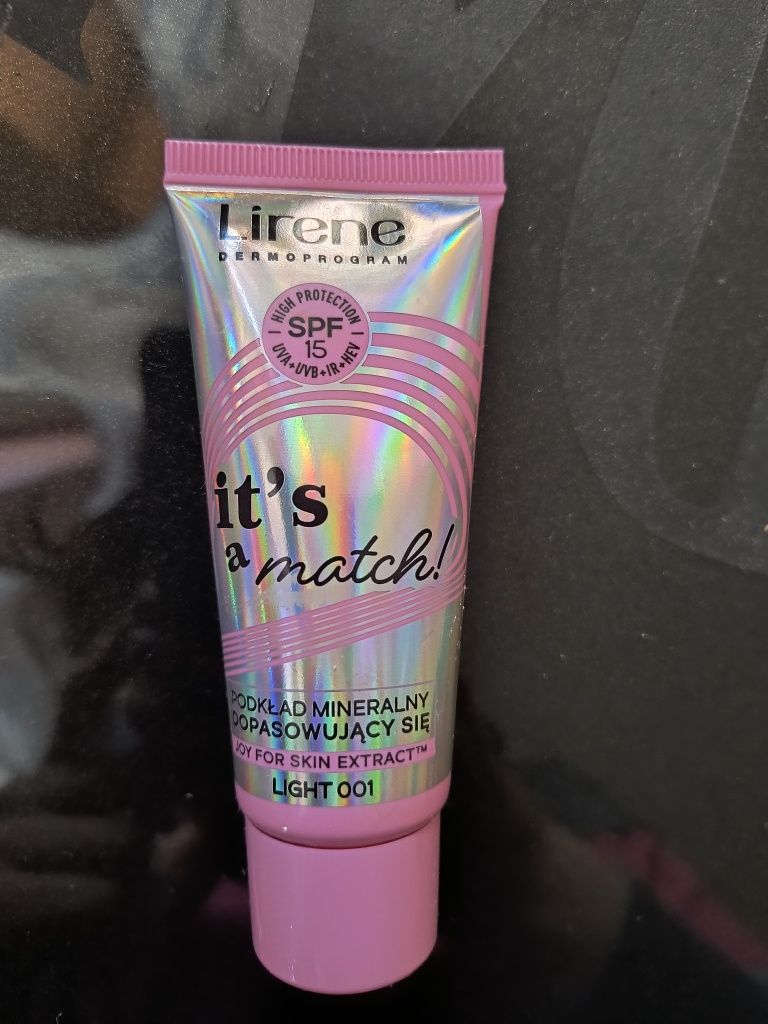 Lirene
DERMOPROGRAM
HIGH PROTECTION
SPF
15
UVA+UVB+IR+HEV
it's
a match!
PODKŁAD MINERALNY
DOPASOWUJĄCY SIĘ
JOY FOR SKIN EXTRACT™
LIGHT 001